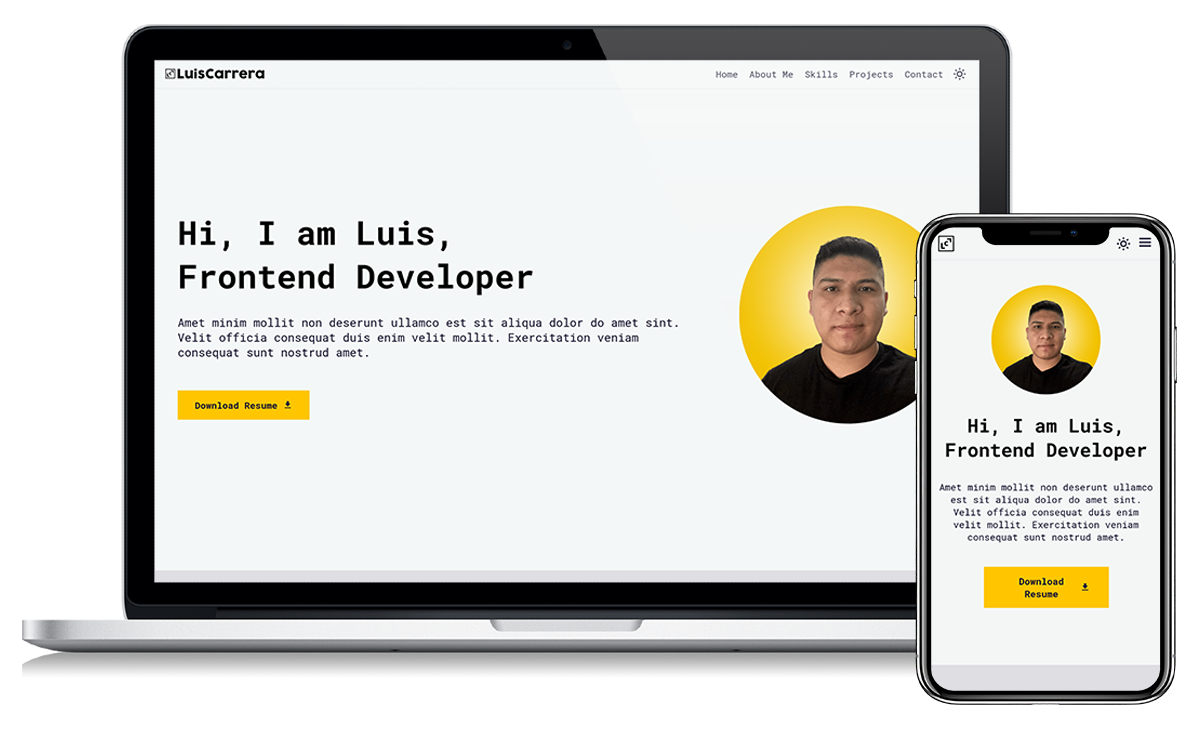 LuisCarrera
Home About Me Skills Projects Contact
Hi, I am Luis,
Frontend Developer
Amet minim mollit non deserunt ullamco est sit aliqua dolor do amet sint.
Velit officia consequat duis enim velit mollit. Exercitation veniam
consequat sunt nostrud amet.
Download Resume
LC
Hi, I am Luis,
Frontend Developer
Amet minim mollit non deserunt ullamco
est sit aliqua dolor do amet sint.
Velit officia consequat duis enim
velit mollit. Exercitation veniam
consequat sunt nostrud amet.
Download
Resume